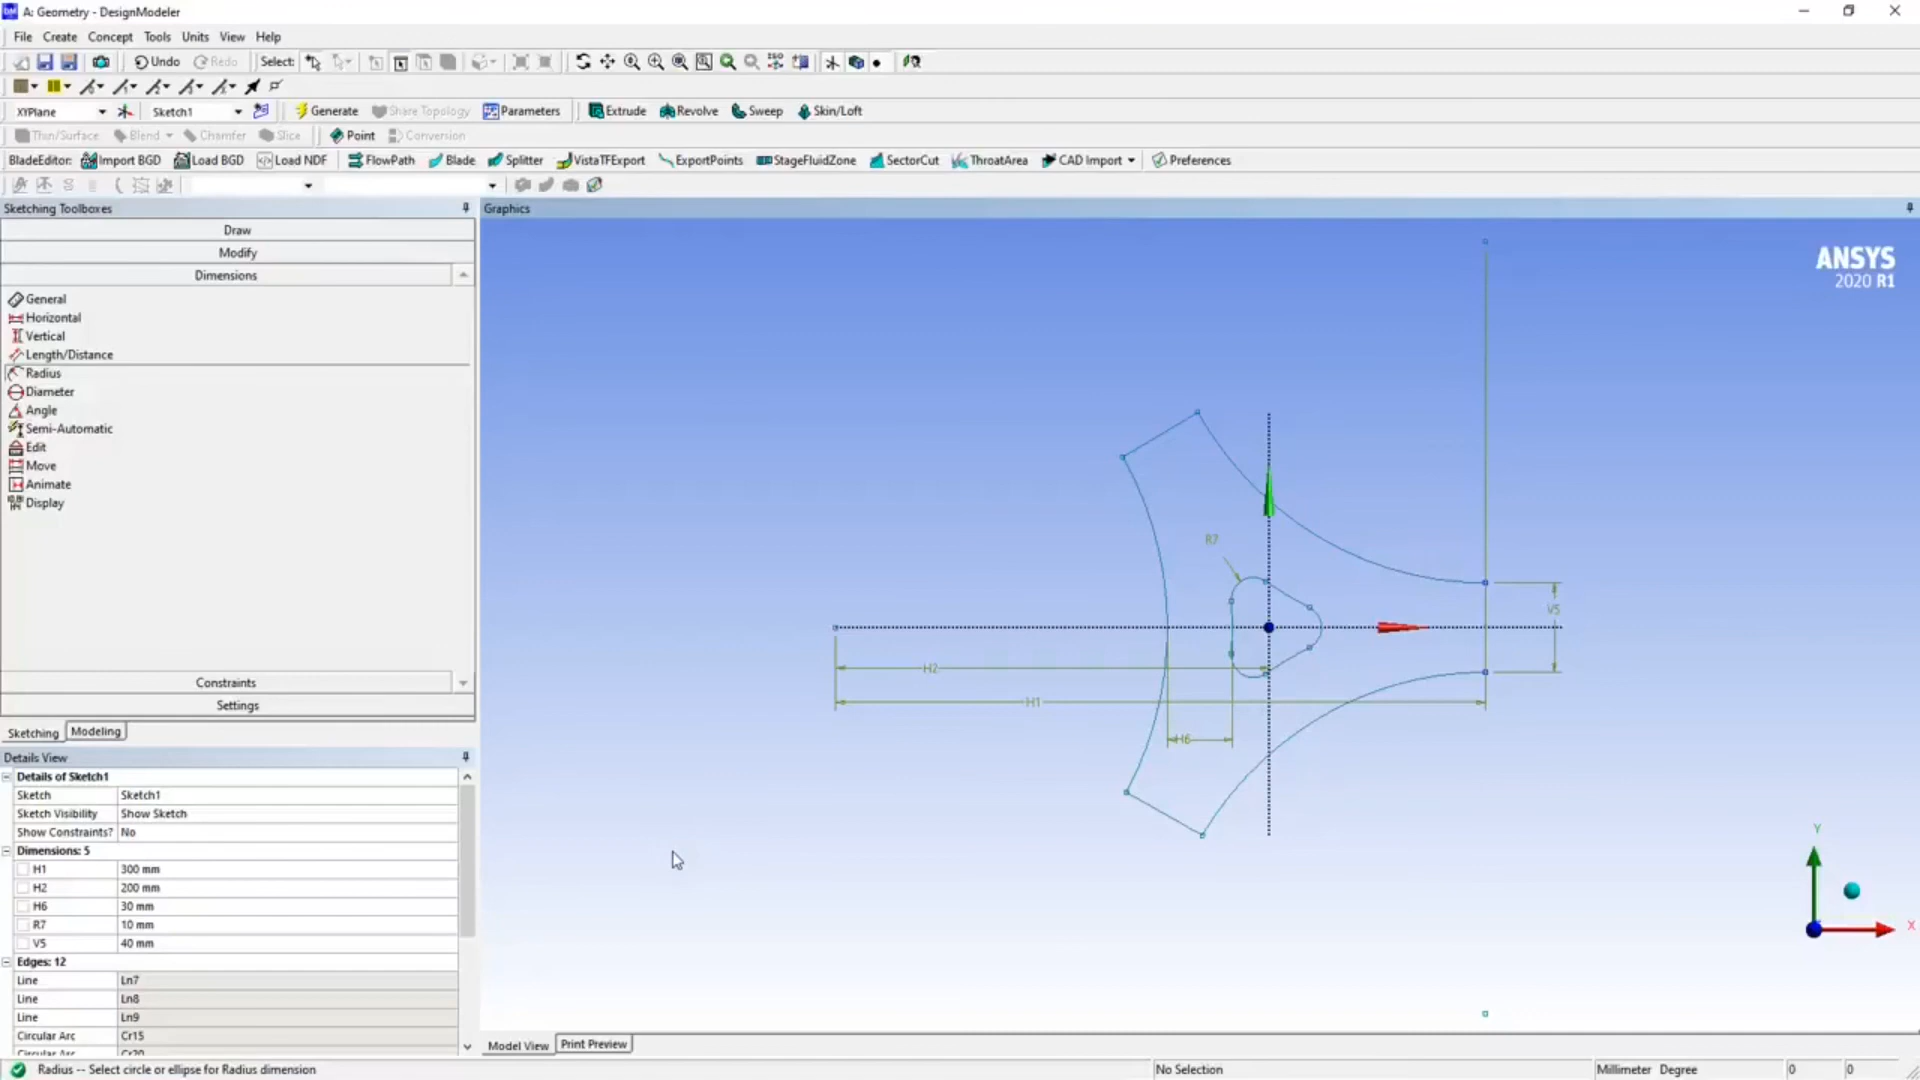 A: Geometry - DesignModeler
File Create Concept Tools Units View Help
Undo Redo Select:
XYPlane Sketch1 Generate Share Topology Parameters Extrude Revolve Sweep Skin/Loft
Thin/Surface Blend Chamfer Slice Point Conversion
BladeEditor: Import BGD Load BGD Load NDF FlowPath Blade Splitter VistaTFExport ExportPoints StageFluidZone SectorCut ThroatArea CAD Import Preferences
Sketching Toolboxes
Draw
Modify
Dimensions
General
Horizontal
Vertical
Length/Distance
Radius
Diameter
Angle
Semi-Automatic
Edit
Move
Animate
Display
Constraints
Settings
Sketching Modeling
Details View
Details of Sketch1
Sketch Sketch1
Sketch Visibility Show Sketch
Show Constraints? No
Dimensions: 5
H1 300 mm
H2 200 mm
H6 30 mm
R7 10 mm
V5 40 mm
Edges: 12
Line Ln7
Line Ln8
Line Ln9
Circular Arc Cr15
Circular Arc Cr20
Graphics
ANSYS
2020 R1
R7
V5
H2
H1
H6
Y
X
Model View Print Preview
Radius -- Select circle or ellipse for Radius dimension No Selection Millimeter Degree 0 0